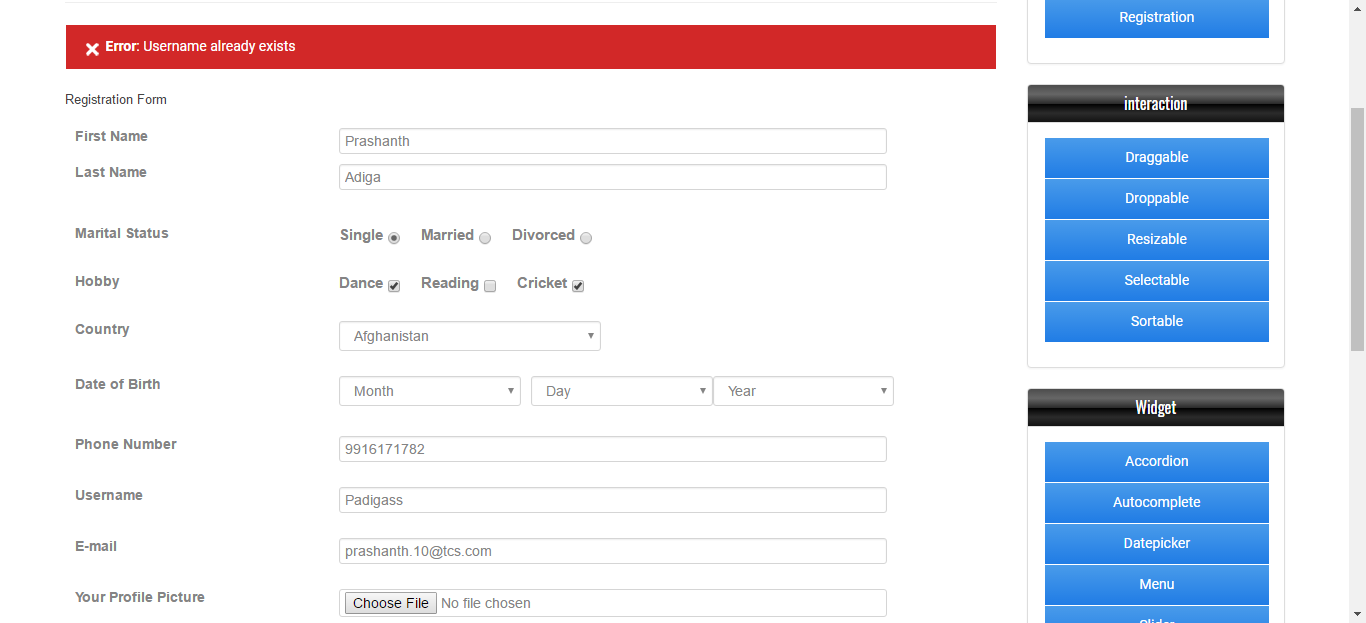 Error: Username already exists
Registration Form
First Name
Prashanth
Last Name
Adiga
Marital Status
Single Married Divorced
Hobby
Dance Reading Cricket
Country
Afghanistan
Date of Birth
Month Day Year
Phone Number
9916171782
Username
Padigass
E-mail
prashanth.10@tcs.com
Your Profile Picture
Choose File No file chosen
Registration
interaction
Draggable
Droppable
Resizable
Selectable
Sortable
Widget
Accordion
Autocomplete
Datepicker
Menu
Slider